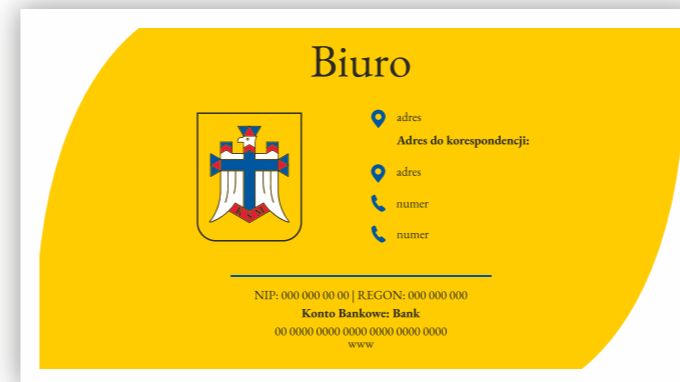 Biuro
adres
Adres do korespondencji:
adres
numer
numer
KSM
NIP: 000 000 00 00 | REGON: 000 000 000
Konto Bankowe: Bank
00 0000 0000 0000 0000 0000 0000
www